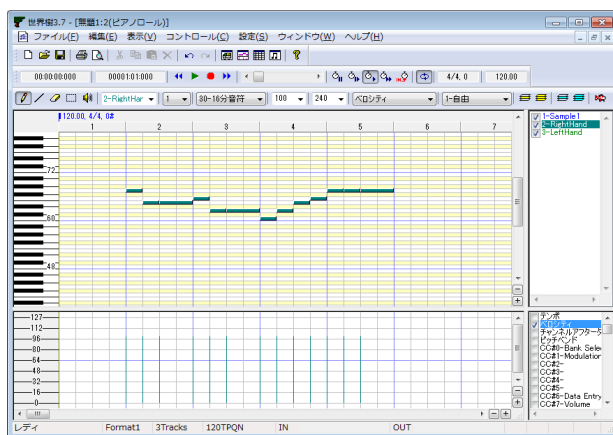 世界樹3.7 - [無題1:2(ピアノロール)]
ファイル(F) 編集(E) 表示(V) コントロール(C) 設定(S) ウィンドウ(W) ヘルプ(H)
00:00:00:000 00001:01:000 4/4, 0 120.00
2-RightHar 1 30-16分音符 100 240 ベロシティ 1-自由
120.00, 4/4, 0#
1 2 3 4 5 6 7
1-Sample1
2-RightHand
3-LeftHand
72
60
48
127
112
96
80
64
48
32
16
0
テンポ
ベロシティ
チャンネルアフター
ピッチベンド
CC#0-Bank Sele
CC#1-Modulation
CC#2-
CC#3-
CC#4-
CC#5-
CC#6-Data Entry
CC#7-Volume
レディ Format1 3Tracks 120TPQN IN OUT